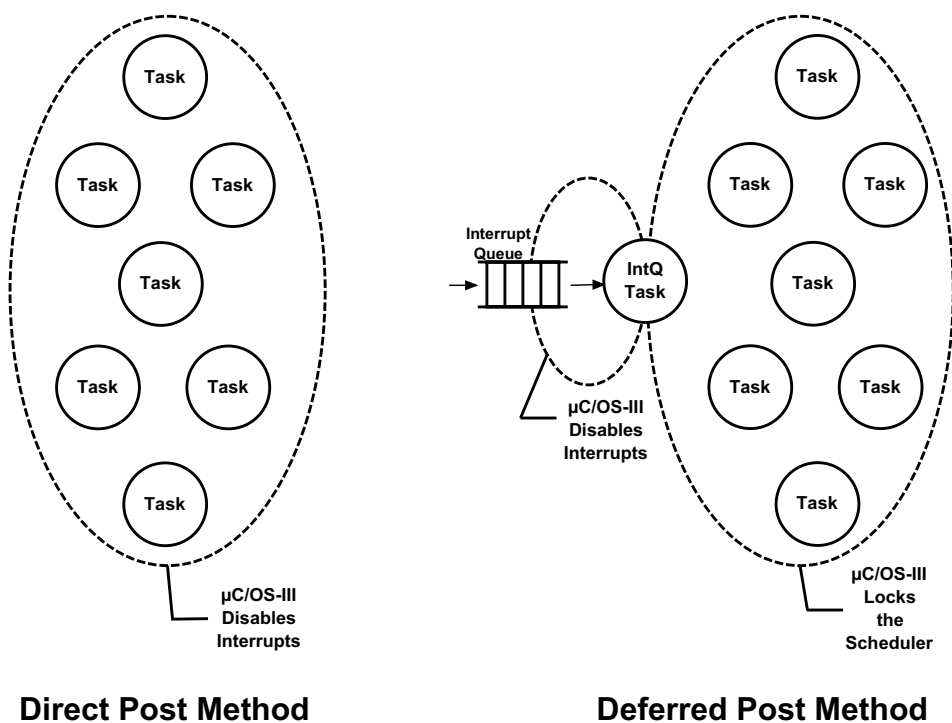 Task
Task
Task
Task
Task
Task
Task
µC/OS-III
Disables
Interrupts
Direct Post Method
Interrupt
Queue
IntQ
Task
µC/OS-III
Disables
Interrupts
Task
Task
Task
Task
Task
Task
Task
µC/OS-III
Locks
the
Scheduler
Deferred Post Method